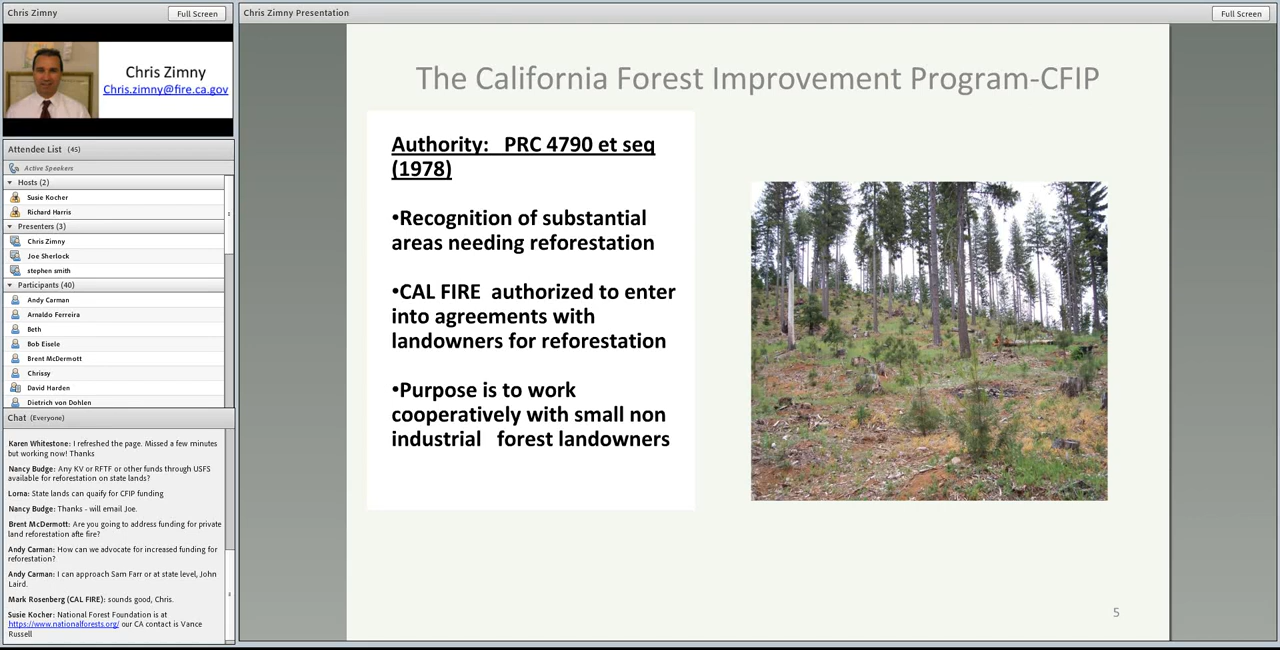 Chris Zimny
Full Screen
Chris Zimny
Chris.zimny@fire.ca.gov
Attendee List (45)
Active Speakers
Hosts (2)
Susie Kocher
Richard Harris
Presenters (3)
Chris Zimny
Joe Sherlock
stephen smith
Participants (40)
Andy Carman
Arnaldo Ferreira
Beth
Bob Eisele
Brent McDermott
Chrissy
David Harden
Dietrich von Dohlen
Chat (Everyone)
Karen Whitestone: I refreshed the page. Missed a few minutes
but working now! Thanks
Nancy Budge: Any KV or RFTF or other funds through USFS
available for reforestation on state lands?
Lorna: State lands can quaify for CFIP funding
Nancy Budge: Thanks - will email Joe.
Brent McDermott: Are you going to address funding for private
land reforestation afte fire?
Andy Carman: How can we advocate for increased funding for
reforestation?
Andy Carman: I can approach Sam Farr or at state level, John
Laird.
Mark Rosenberg (CAL FIRE): sounds good, Chris.
Susie Kocher: National Forest Foundation is at
https://www.nationalforests.org/ our CA contact is Vance
Russell
Chris Zimny Presentation
Full Screen
The California Forest Improvement Program-CFIP
Authority: PRC 4790 et seq
(1978)
•Recognition of substantial
areas needing reforestation
•CAL FIRE authorized to enter
into agreements with
landowners for reforestation
•Purpose is to work
cooperatively with small non
industrial forest landowners
5